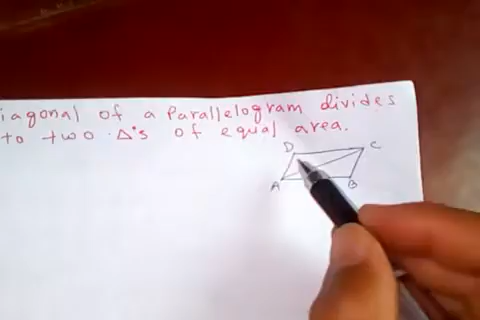 iagonal of a Parallelogram divides
to two Δ's of equal area.
D C
A B